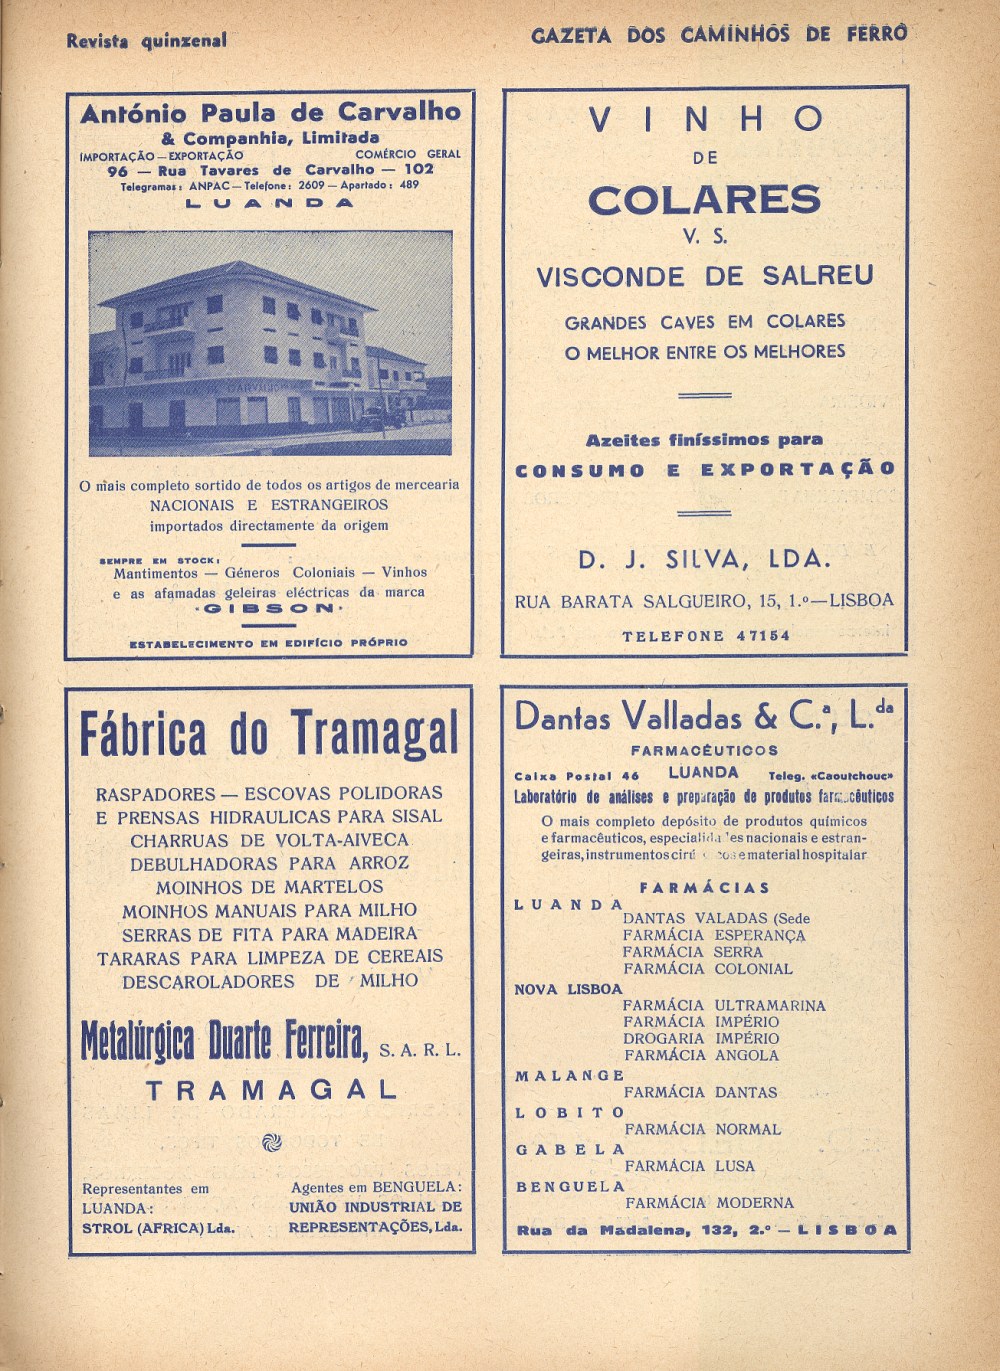 Revista quinzenal
GAZETA DOS CAMINHOS DE FERRO
António Paula de Carvalho
& Companhia, Limitada
IMPORTAÇÃO — EXPORTAÇÃO COMÉRCIO GERAL
96 — Rua Tavares de Carvalho — 102
Telegramas: ANPAC — Telefone: 2609 — Apartado: 489
LUANDA
O mais completo sortido de todos os artigos de mercearia
NACIONAIS E ESTRANGEIROS
importados directamente da origem
SEMPRE EM STOCK:
Mantimentos — Géneros Coloniais — Vinhos
e as afamadas geleiras eléctricas da marca
·GIBSON·
ESTABELECIMENTO EM EDIFÍCIO PRÓPRIO
VINHO
DE
COLARES
V. S.
VISCONDE DE SALREU
GRANDES CAVES EM COLARES
O MELHOR ENTRE OS MELHORES
Azeites finíssimos para
CONSUMO E EXPORTAÇÃO
D. J. SILVA, LDA.
RUA BARATA SALGUEIRO, 15, 1.º—LISBOA
TELEFONE 47154
Fábrica do Tramagal
RASPADORES — ESCOVAS POLIDORAS
E PRENSAS HIDRAULICAS PARA SISAL
CHARRUAS DE VOLTA-AIVECA
DEBULHADORAS PARA ARROZ
MOINHOS DE MARTELOS
MOINHOS MANUAIS PARA MILHO
SERRAS DE FITA PARA MADEIRA
TARARAS PARA LIMPEZA DE CEREAIS
DESCAROLADORES DE MILHO
Metalúrgica Duarte Ferreira, S. A. R. L.
TRAMAGAL
Representantes em
LUANDA:
STROL (AFRICA) Lda.
Agentes em BENGUELA:
UNIÃO INDUSTRIAL DE
REPRESENTAÇÕES, Lda.
Dantas Valladas & C.ª, L.da
FARMACÊUTICOS
Caixa Postal 46 LUANDA Teleg. «Caoutchouc»
Laboratório de análises e preparação de produtos farmacêuticos
O mais completo depósito de produtos químicos
e farmacêuticos, especialidades nacionais e estran-
geiras, instrumentos e material hospitalar
FARMÁCIAS
LUANDA
DANTAS VALADAS (Sede
FARMÁCIA ESPERANÇA
FARMÁCIA SERRA
FARMÁCIA COLONIAL
NOVA LISBOA
FARMÁCIA ULTRAMARINA
FARMÁCIA IMPÉRIO
DROGARIA IMPÉRIO
FARMÁCIA ANGOLA
MALANGE
FARMÁCIA DANTAS
LOBITO
FARMÁCIA NORMAL
GABELA
FARMÁCIA LUSA
BENGUELA
FARMÁCIA MODERNA
Rua da Madalena, 132, 2.º — LISBOA